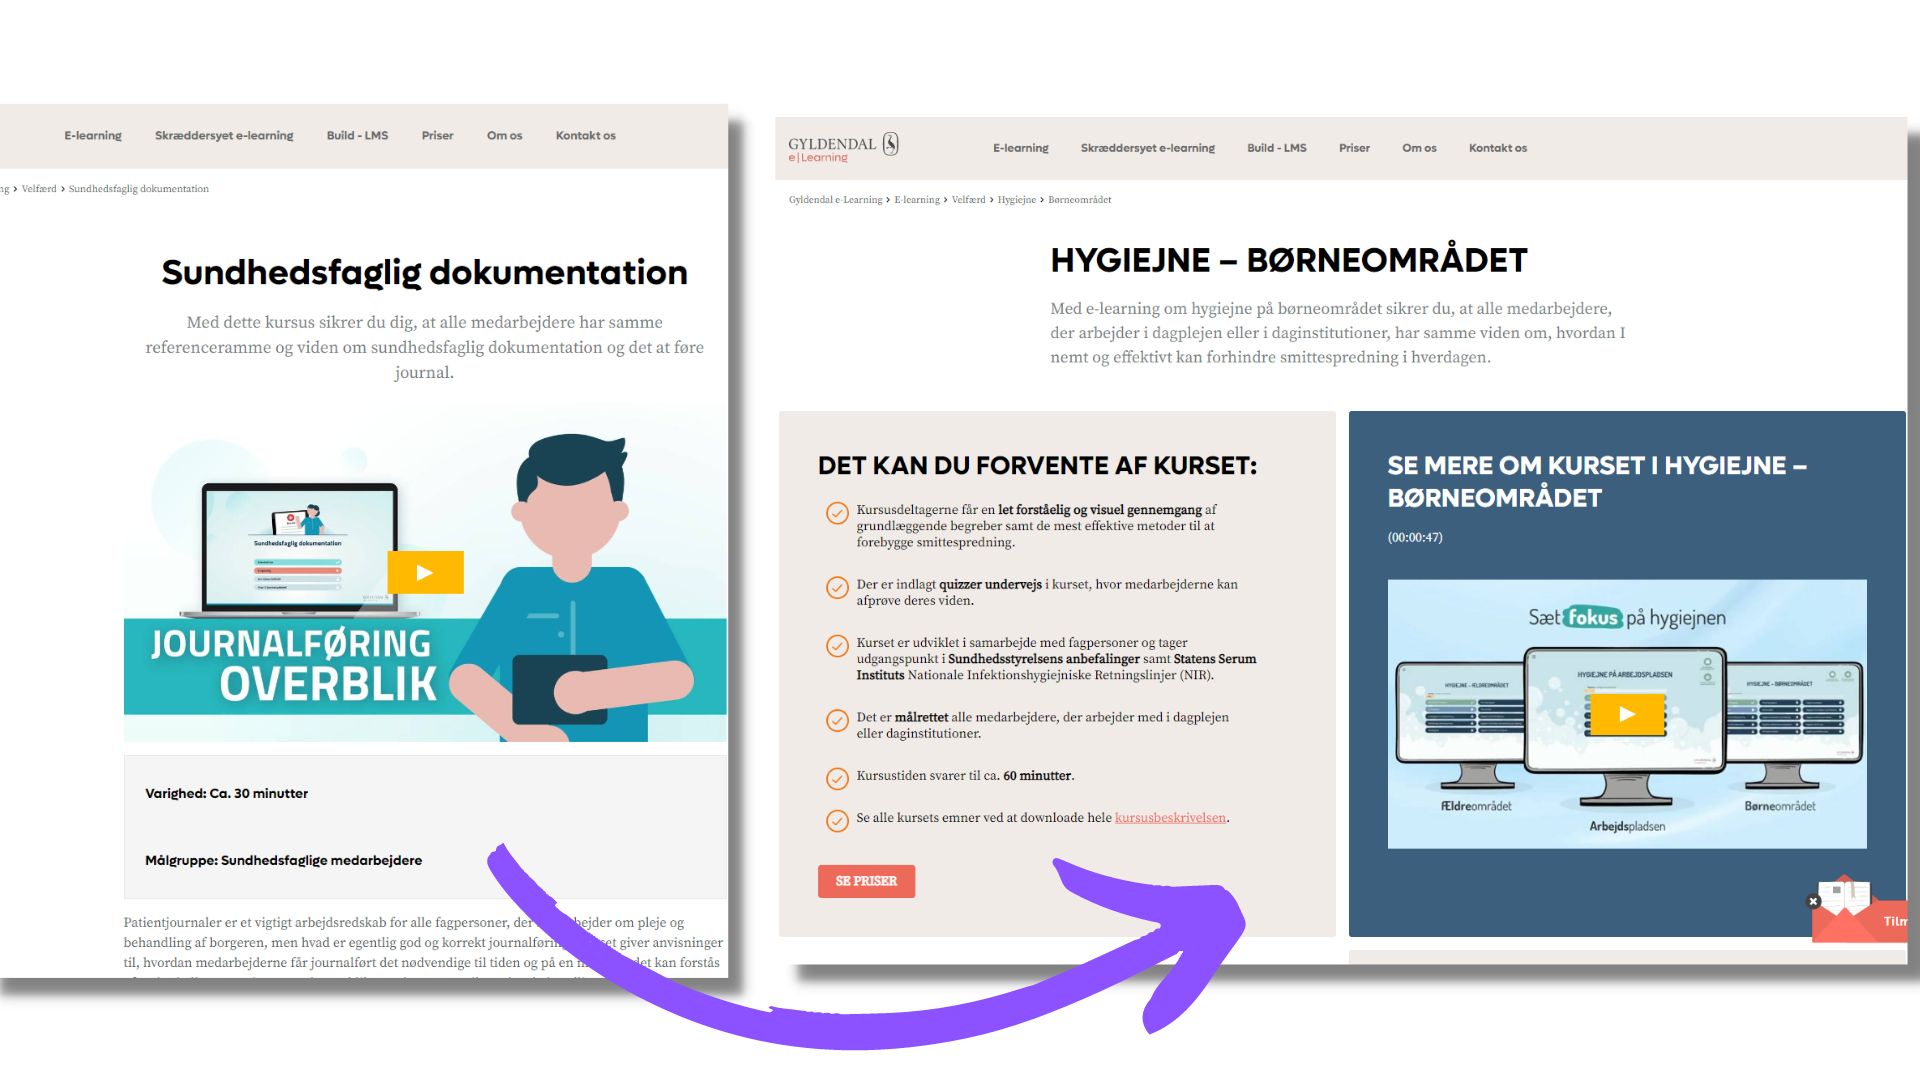 E-learning Skræddersyet e-learning Build - LMS Priser Om os Kontakt os
ng > Velfærd > Sundhedsfaglig dokumentation
Sundhedsfaglig dokumentation
Med dette kursus sikrer du dig, at alle medarbejdere har samme
referenceramme og viden om sundhedsfaglig dokumentation og det at føre
journal.
Sundhedsfaglig dokumentation
JOURNALFØRING
OVERBLIK
Varighed: Ca. 30 minutter
Målgruppe: Sundhedsfaglige medarbejdere
Patientjournaler er et vigtigt arbejdsredskab for alle fagpersoner, der bejder om pleje og
behandling af borgeren, men hvad er egentlig god og korrekt journalføring set giver anvisninger
til, hvordan medarbejderne får journalført det nødvendige til tiden og på en m det kan forstås
GYLDENDAL
e|Learning
E-learning Skræddersyet e-learning Build - LMS Priser Om os Kontakt os
Gyldendal e-Learning > E-learning > Velfærd > Hygiejne > Børneområdet
HYGIEJNE – BØRNEOMRÅDET
Med e-learning om hygiejne på børneområdet sikrer du, at alle medarbejdere,
der arbejder i dagplejen eller i daginstitutioner, har samme viden om, hvordan I
nemt og effektivt kan forhindre smittespredning i hverdagen.
DET KAN DU FORVENTE AF KURSET:
Kursusdeltagerne får en let forståelig og visuel gennemgang af
grundlæggende begreber samt de mest effektive metoder til at
forebygge smittespredning.
Der er indlagt quizzer undervejs i kurset, hvor medarbejderne kan
afprøve deres viden.
Kurset er udviklet i samarbejde med fagpersoner og tager
udgangspunkt i Sundhedsstyrelsens anbefalinger samt Statens Serum
Instituts Nationale Infektionshygiejniske Retningslinjer (NIR).
Det er målrettet alle medarbejdere, der arbejder med i dagplejen
eller daginstitutioner.
Kursustiden svarer til ca. 60 minutter.
Se alle kursets emner ved at downloade hele kursusbeskrivelsen.
SE PRISER
SE MERE OM KURSET I HYGIEJNE –
BØRNEOMRÅDET
(00:00:47)
Sæt fokus på hygiejnen
HYGIEJNE - ÆLDREOMRÅDET
HYGIEJNE PÅ ARBEJDSPLADSEN
HYGIEJNE - BØRNEOMRÅDET
Ældreområdet
Arbejdspladsen
Børneområdet
Tilm